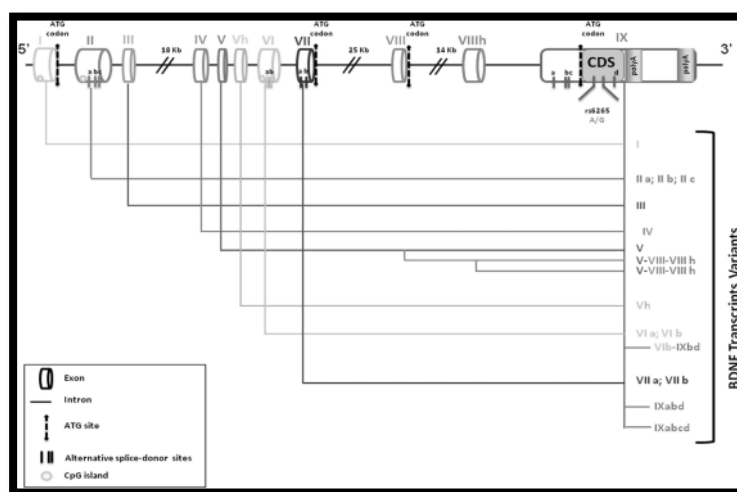 ATG codon
ATG codon
ATG codon
ATG codon
5'
I
II
III
18 Kb
IV
V
Vh
VI
VII
25 Kb
VIII
14 Kb
VIIIh
IX
3'
a bc
ab
a b
a
bc
CDS
d
polyA
polyA
rs6265
A/G
I
II a; II b; II c
III
IV
V
V-VIII-VIII h
V-VIII-VIII h
Vh
VI a; VI b
VIb-IXbd
VII a; VII b
IXabd
IXabcd
BDNF Transcripts Variants
Exon
Intron
ATG site
Alternative splice-donor sites
CpG island